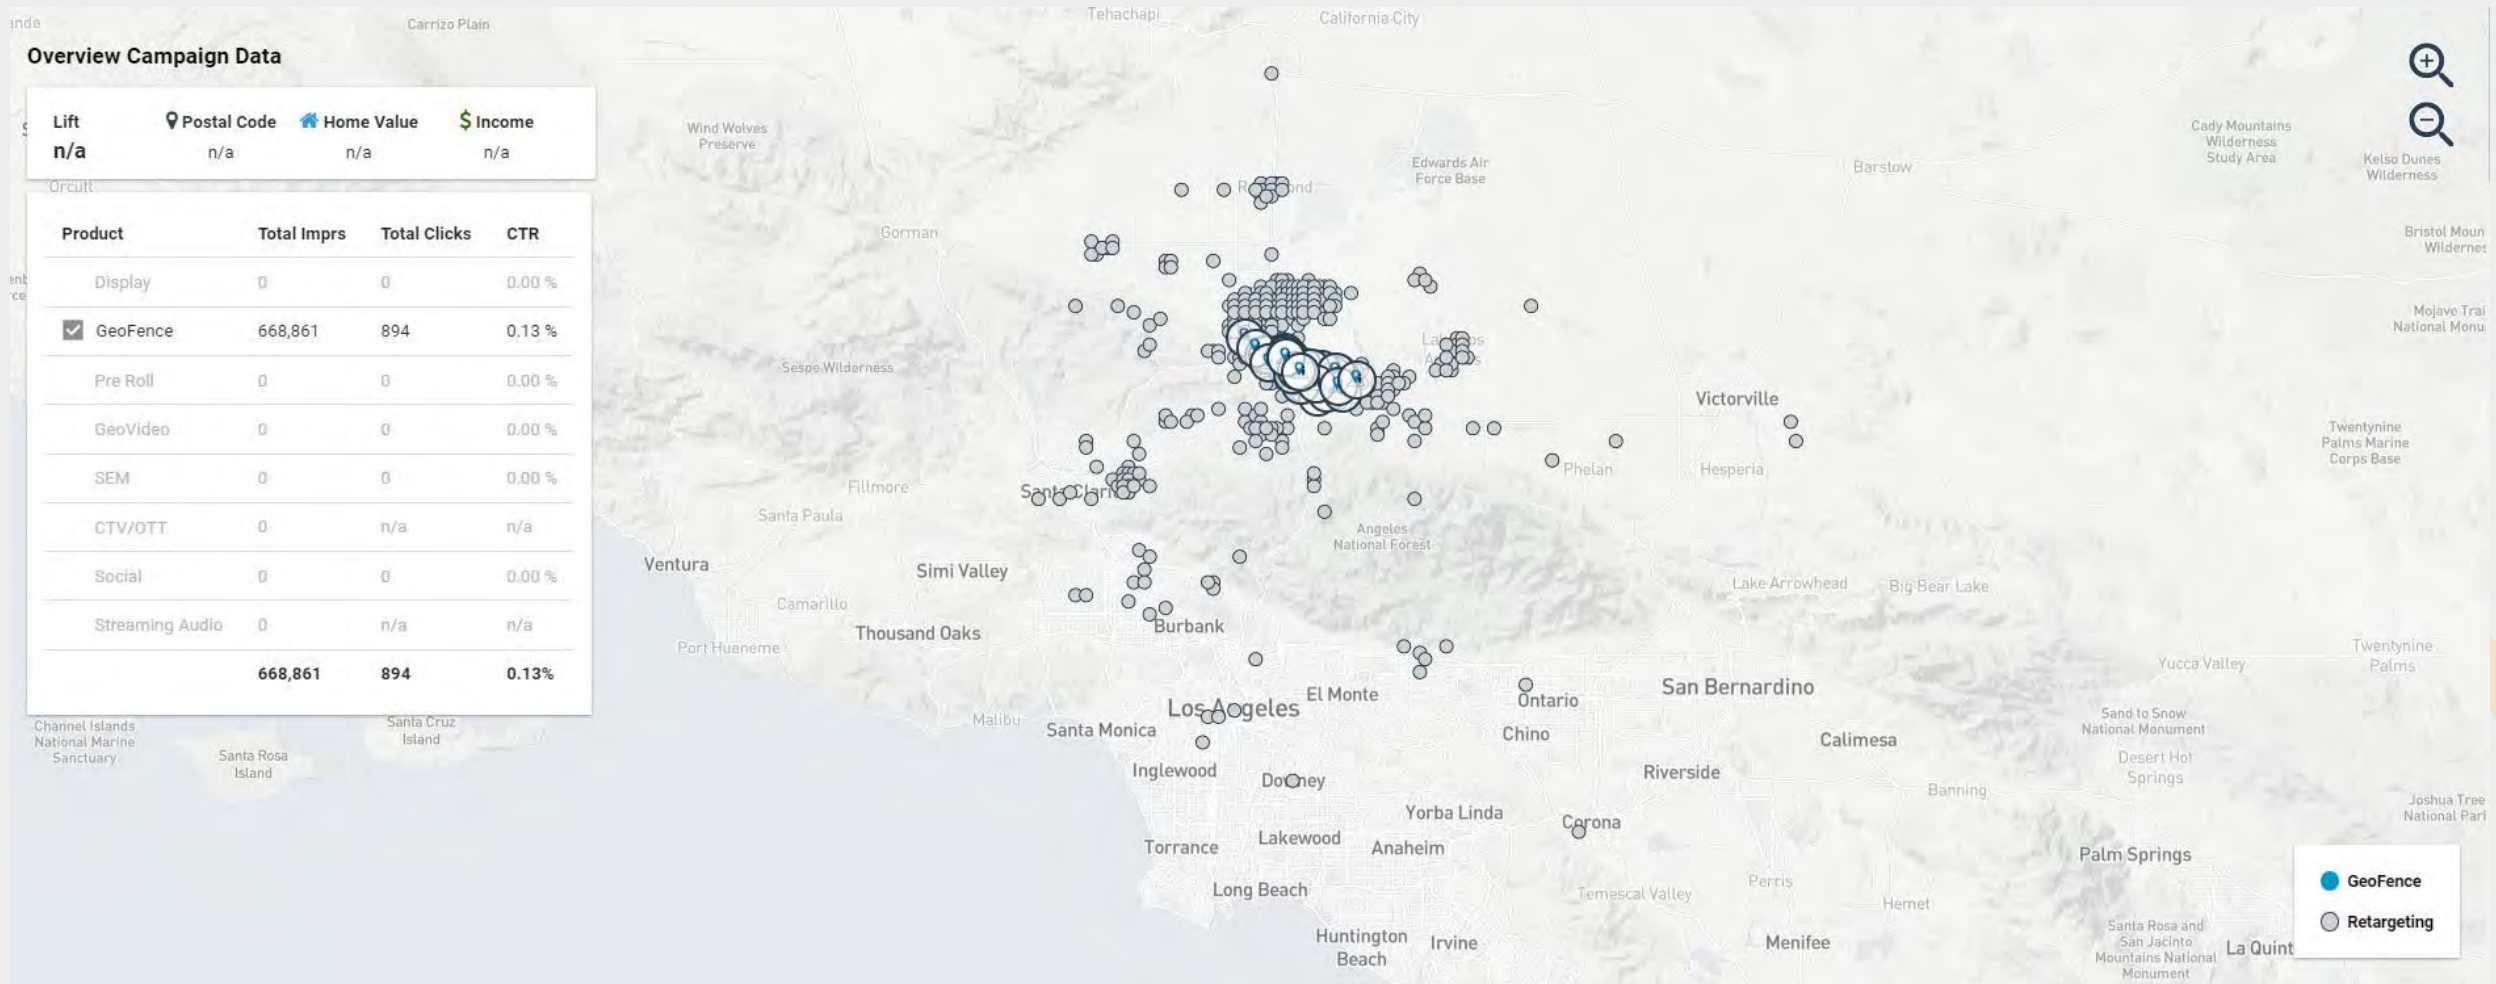 Overview Campaign Data
Lift
n/a
Postal Code
n/a
Home Value
n/a
$ Income
n/a
Product Total Imprs Total Clicks CTR
Display 0 0 0.00 %
GeoFence 668,861 894 0.13 %
Pre Roll 0 0 0.00 %
GeoVideo 0 0 0.00 %
SEM 0 0 0.00 %
CTV/OTT 0 n/a n/a
Social 0 0 0.00 %
Streaming Audio 0 n/a n/a
668,861 894 0.13%
Carrizo Plain
Tehachapi
California City
Orcutt
Wind Wolves
Preserve
Edwards Air
Force Base
Barstow
Cady Mountains
Wilderness
Study Area
Kelso Dunes
Wilderness
Gorman
Bristol Moun
Wildernes
Mojave Trai
National Monu
Sespe Wilderness
Victorville
Twentynine
Palms Marine
Corps Base
Phelan
Hesperia
Fillmore
Santa Paula
Angeles
National Forest
Ventura
Simi Valley
Lake Arrowhead
Big Bear Lake
Camarillo
Thousand Oaks
Burbank
Port Hueneme
Twentynine
Palms
Yucca Valley
San Bernardino
El Monte
Ontario
Los Angeles
Malibu
Santa Monica
Chino
Calimesa
Sand to Snow
National Monument
Channel Islands
National Marine
Sanctuary
Santa Cruz
Island
Santa Rosa
Island
Inglewood
Downey
Riverside
Desert Hot
Springs
Banning
Joshua Tree
National Parl
Yorba Linda
Corona
Torrance
Lakewood
Anaheim
Palm Springs
Long Beach
Temescal Valley
Perris
Hemet
Huntington
Beach
Irvine
Menifee
Santa Rosa and
San Jacinto
Mountains National
Monument
La Quint
GeoFence
Retargeting